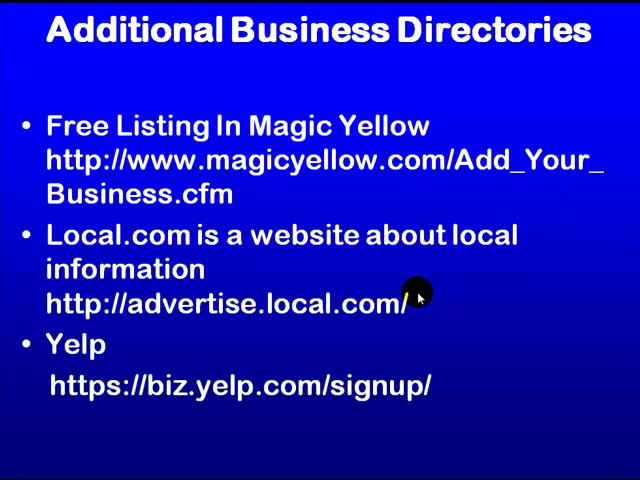 Additional Business Directories
• Free Listing In Magic Yellow
http://www.magicyellow.com/Add_Your_
Business.cfm
• Local.com is a website about local
information
http://advertise.local.com/
• Yelp
https://biz.yelp.com/signup/